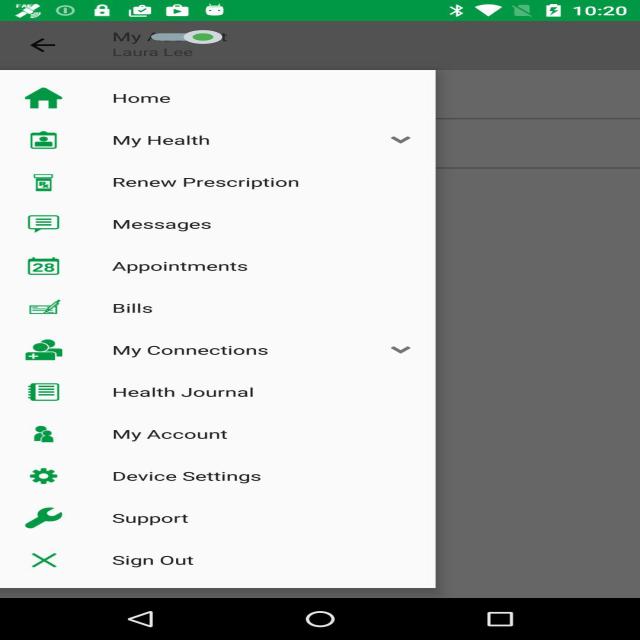 10:20
My A t
Laura Lee
Home
My Health
Renew Prescription
Messages
28
Appointments
Bills
My Connections
Health Journal
My Account
Device Settings
Support
Sign Out